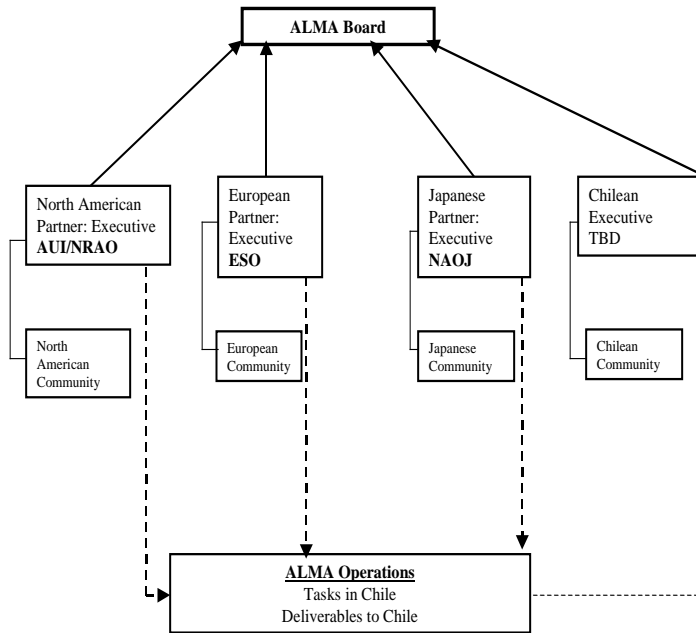 ALMA Board
North American
Partner: Executive
AUI/NRAO
European
Partner:
Executive
ESO
Japanese
Partner:
Executive
NAOJ
Chilean
Executive
TBD
North
American
Community
European
Community
Japanese
Community
Chilean
Community
ALMA Operations
Tasks in Chile
Deliverables to Chile